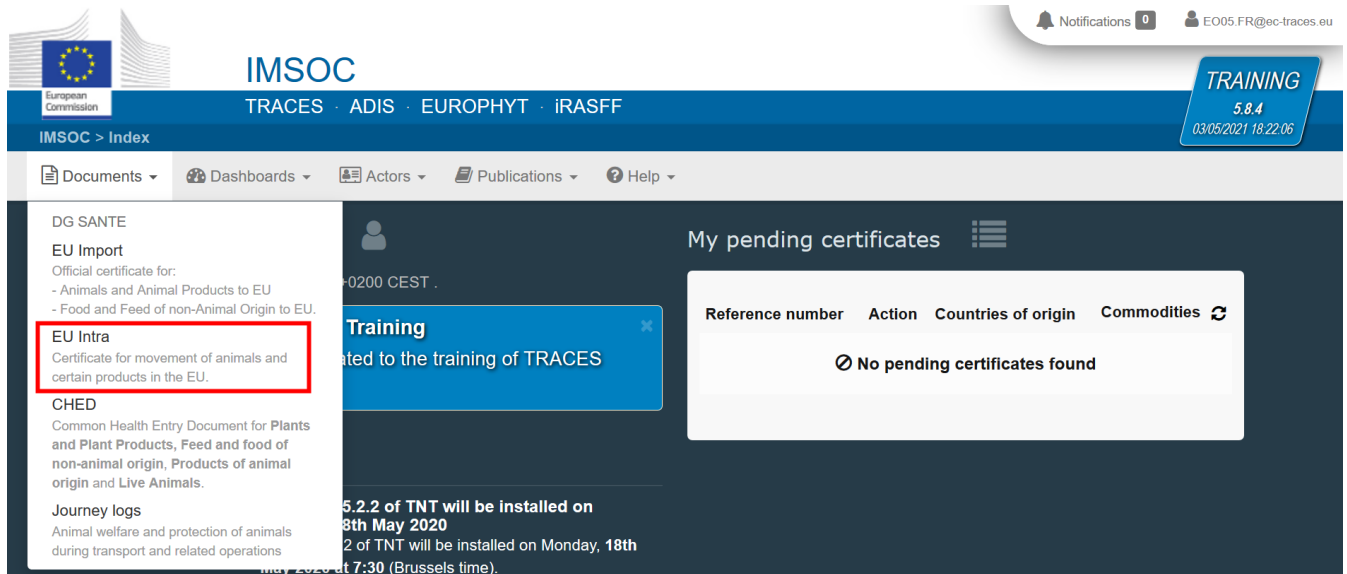 Notifications 0 EO05.FR@ec-traces.eu
European
Commission
IMSOC
TRACES · ADIS · EUROPHYT · iRASFF
TRAINING
5.8.4
03/05/2021 18:22:06
IMSOC > Index
Documents Dashboards Actors Publications Help
DG SANTE
EU Import
Official certificate for:
- Animals and Animal Products to EU
- Food and Feed of non-Animal Origin to EU.
EU Intra
Certificate for movement of animals and
certain products in the EU.
CHED
Common Health Entry Document for Plants
and Plant Products, Feed and food of
non-animal origin, Products of animal
origin and Live Animals.
Journey logs
Animal welfare and protection of animals
during transport and related operations
+0200 CEST .
Training
ated to the training of TRACES
5.2.2 of TNT will be installed on
8th May 2020
2 of TNT will be installed on Monday, 18th
May 2020 at 7:30 (Brussels time).
My pending certificates
Reference number Action Countries of origin Commodities
No pending certificates found